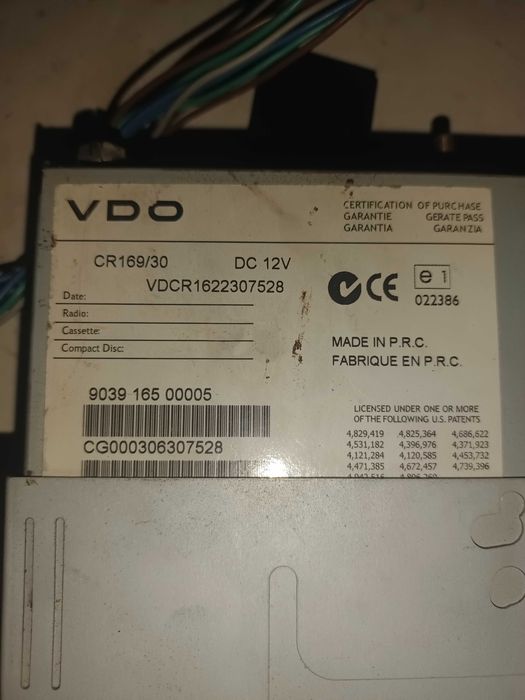 VDO
CERTIFICATION OF PURCHASE
GARANTIE GERATE PASS
GARANTIA GARANZIA
CR169/30 DC 12V
VDCR1622307528
Date:
Radio:
Cassette:
Compact Disc:
CE
e1
022386
MADE IN P.R.C.
FABRIQUE EN P.R.C.
9039 165 00005
CG000306307528
LICENSED UNDER ONE OR MORE
OF THE FOLLOWING U.S. PATENTS
4,829,419 4,825,364 4,686,622
4,531,182 4,396,976 4,371,923
4,121,284 4,120,585 4,453,732
4,471,385 4,672,457 4,739,396